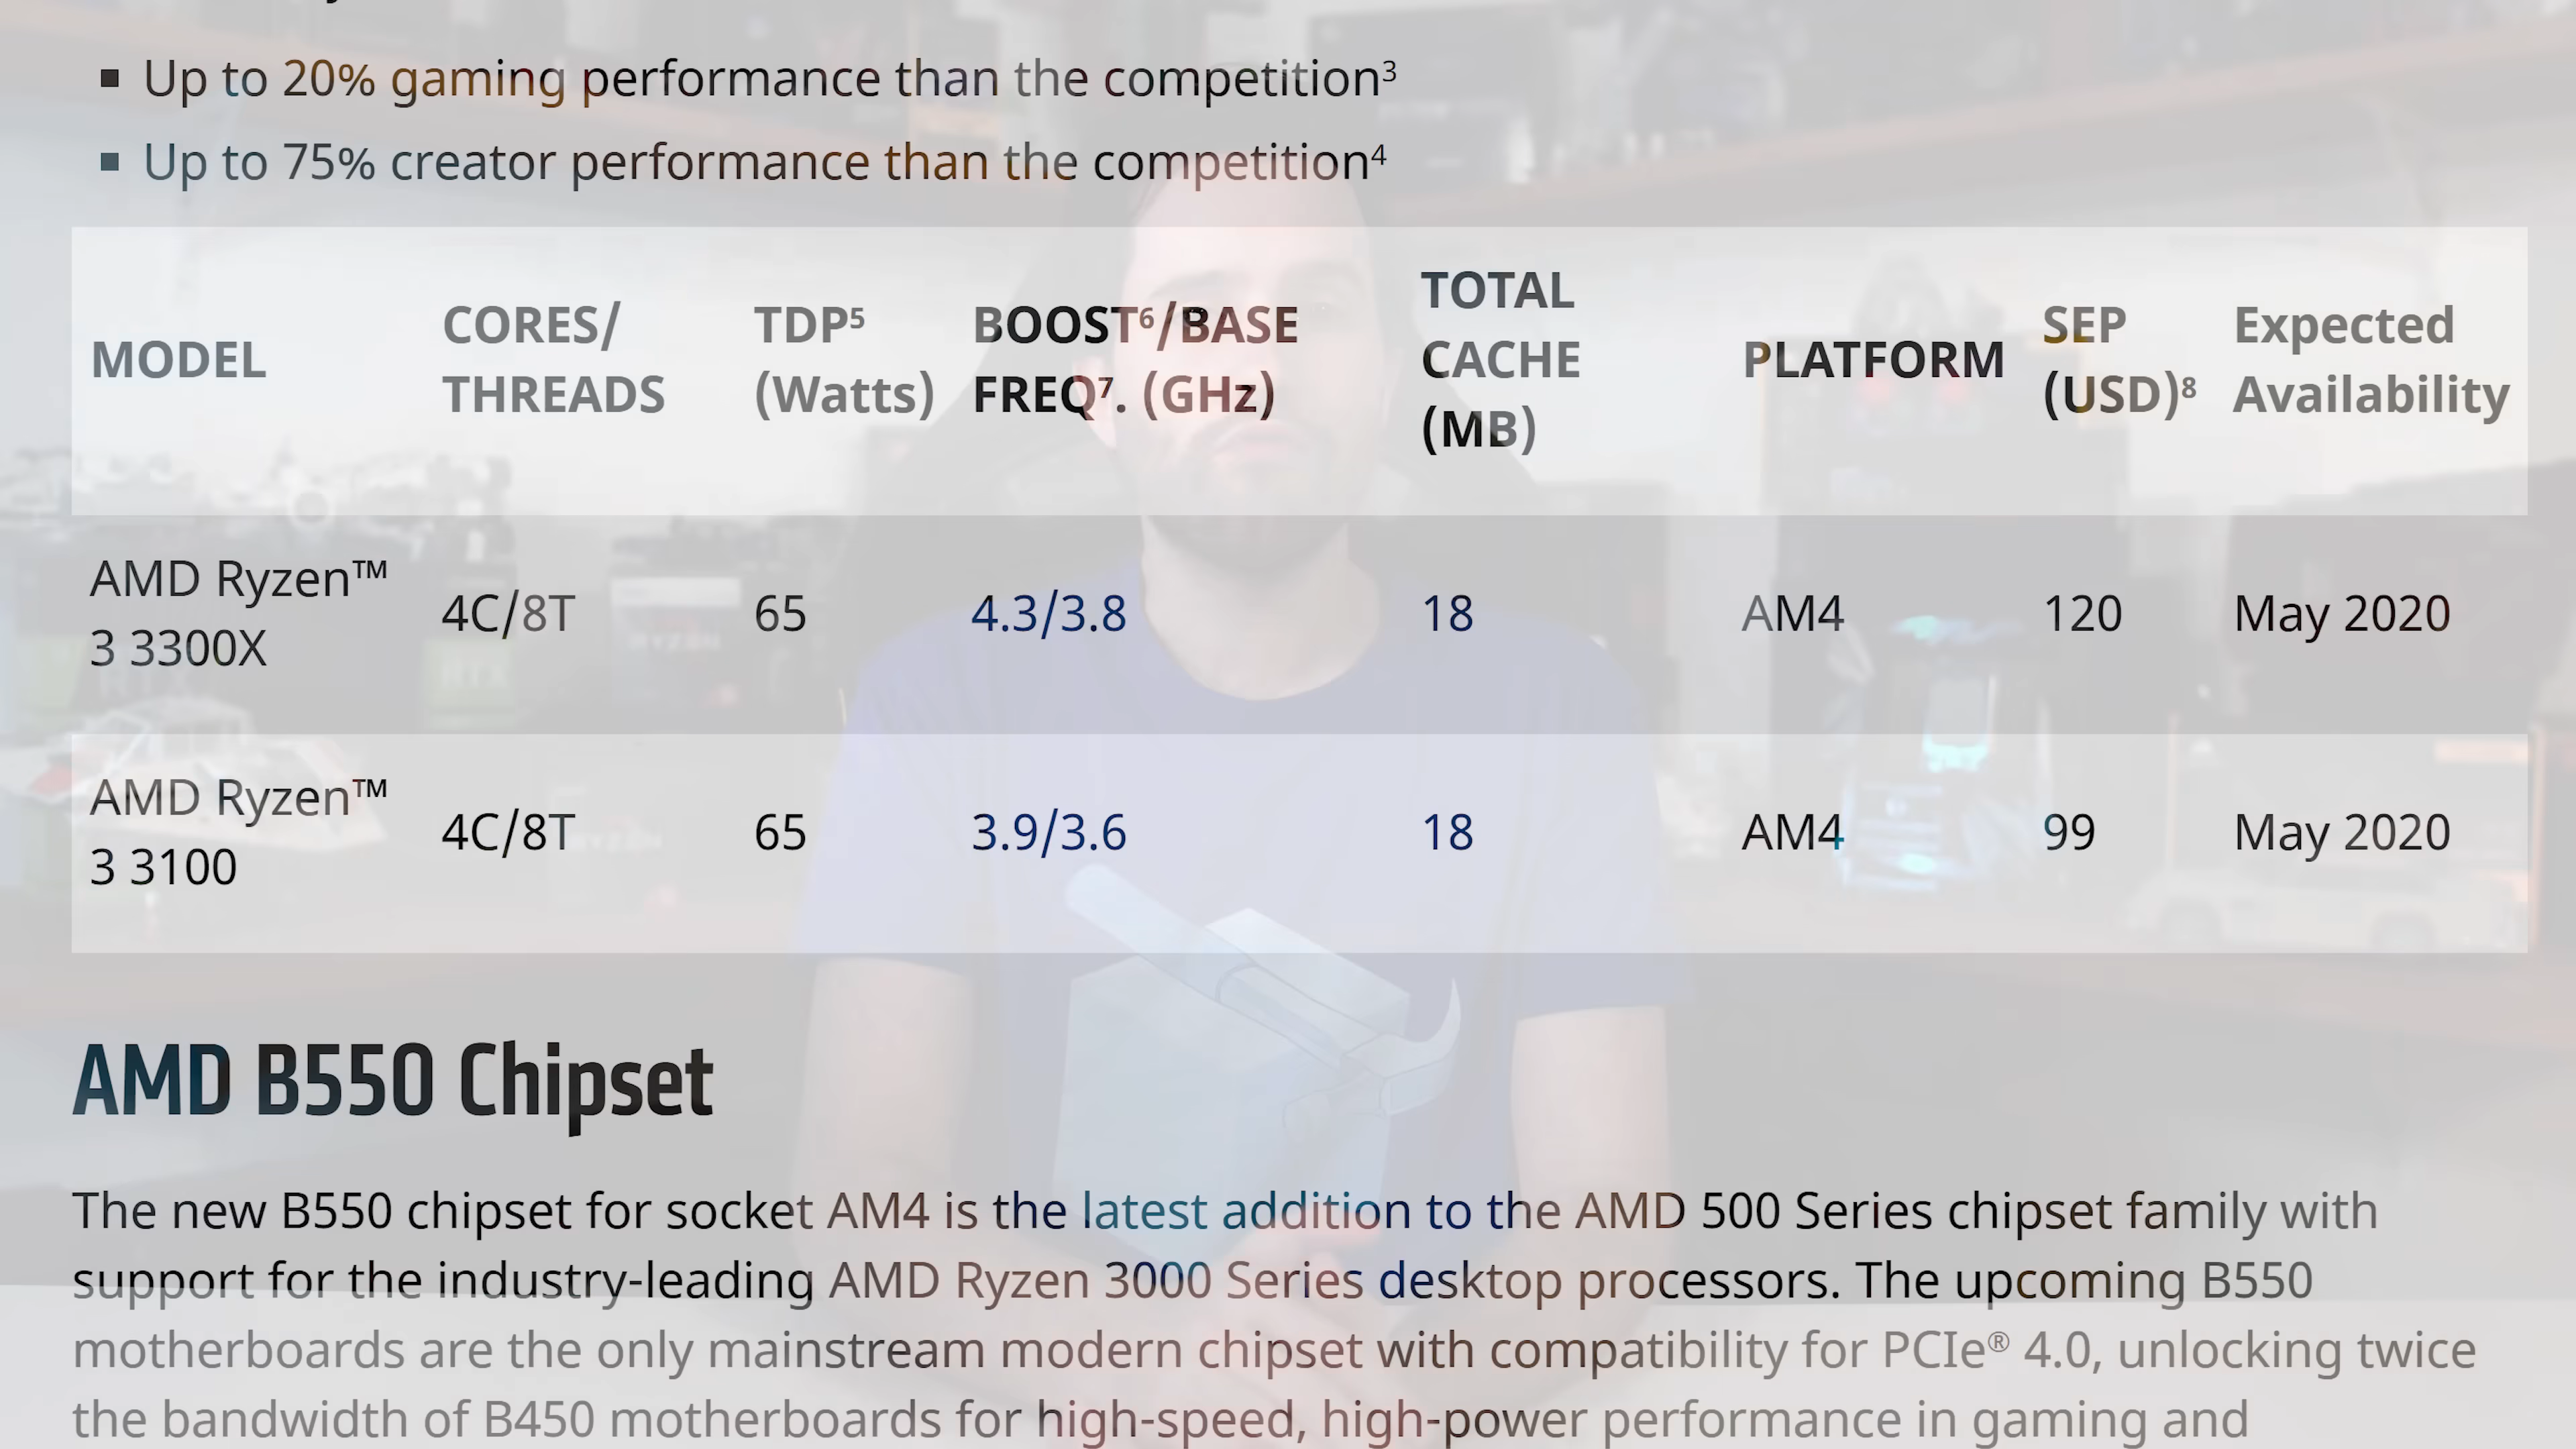 ▪ Up to 20% gaming performance than the competition³
▪ Up to 75% creator performance than the competition⁴
MODEL CORES/ THREADS TDP⁵ (Watts) BOOST⁶/BASE FREQ⁷. (GHz) TOTAL CACHE (MB) PLATFORM SEP (USD)⁸ Expected Availability
AMD Ryzen™ 3 3300X 4C/8T 65 4.3/3.8 18 AM4 120 May 2020
AMD Ryzen™ 3 3100 4C/8T 65 3.9/3.6 18 AM4 99 May 2020
AMD B550 Chipset
The new B550 chipset for socket AM4 is the latest addition to the AMD 500 Series chipset family with
support for the industry-leading AMD Ryzen 3000 Series desktop processors. The upcoming B550
motherboards are the only mainstream modern chipset with compatibility for PCIe® 4.0, unlocking twice
the bandwidth of B450 motherboards for high-speed, high-power performance in gaming and